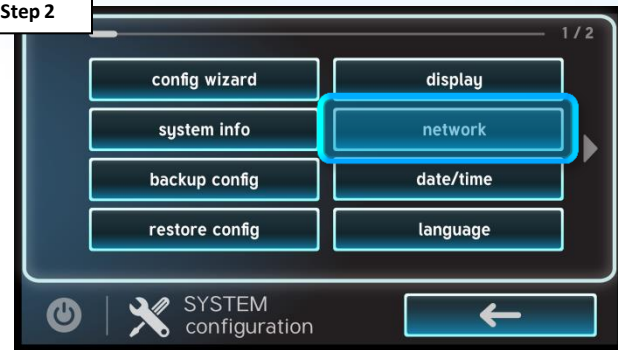 Step 2
1 / 2
config wizard
display
system info
network
backup config
date/time
restore config
language
SYSTEM
configuration